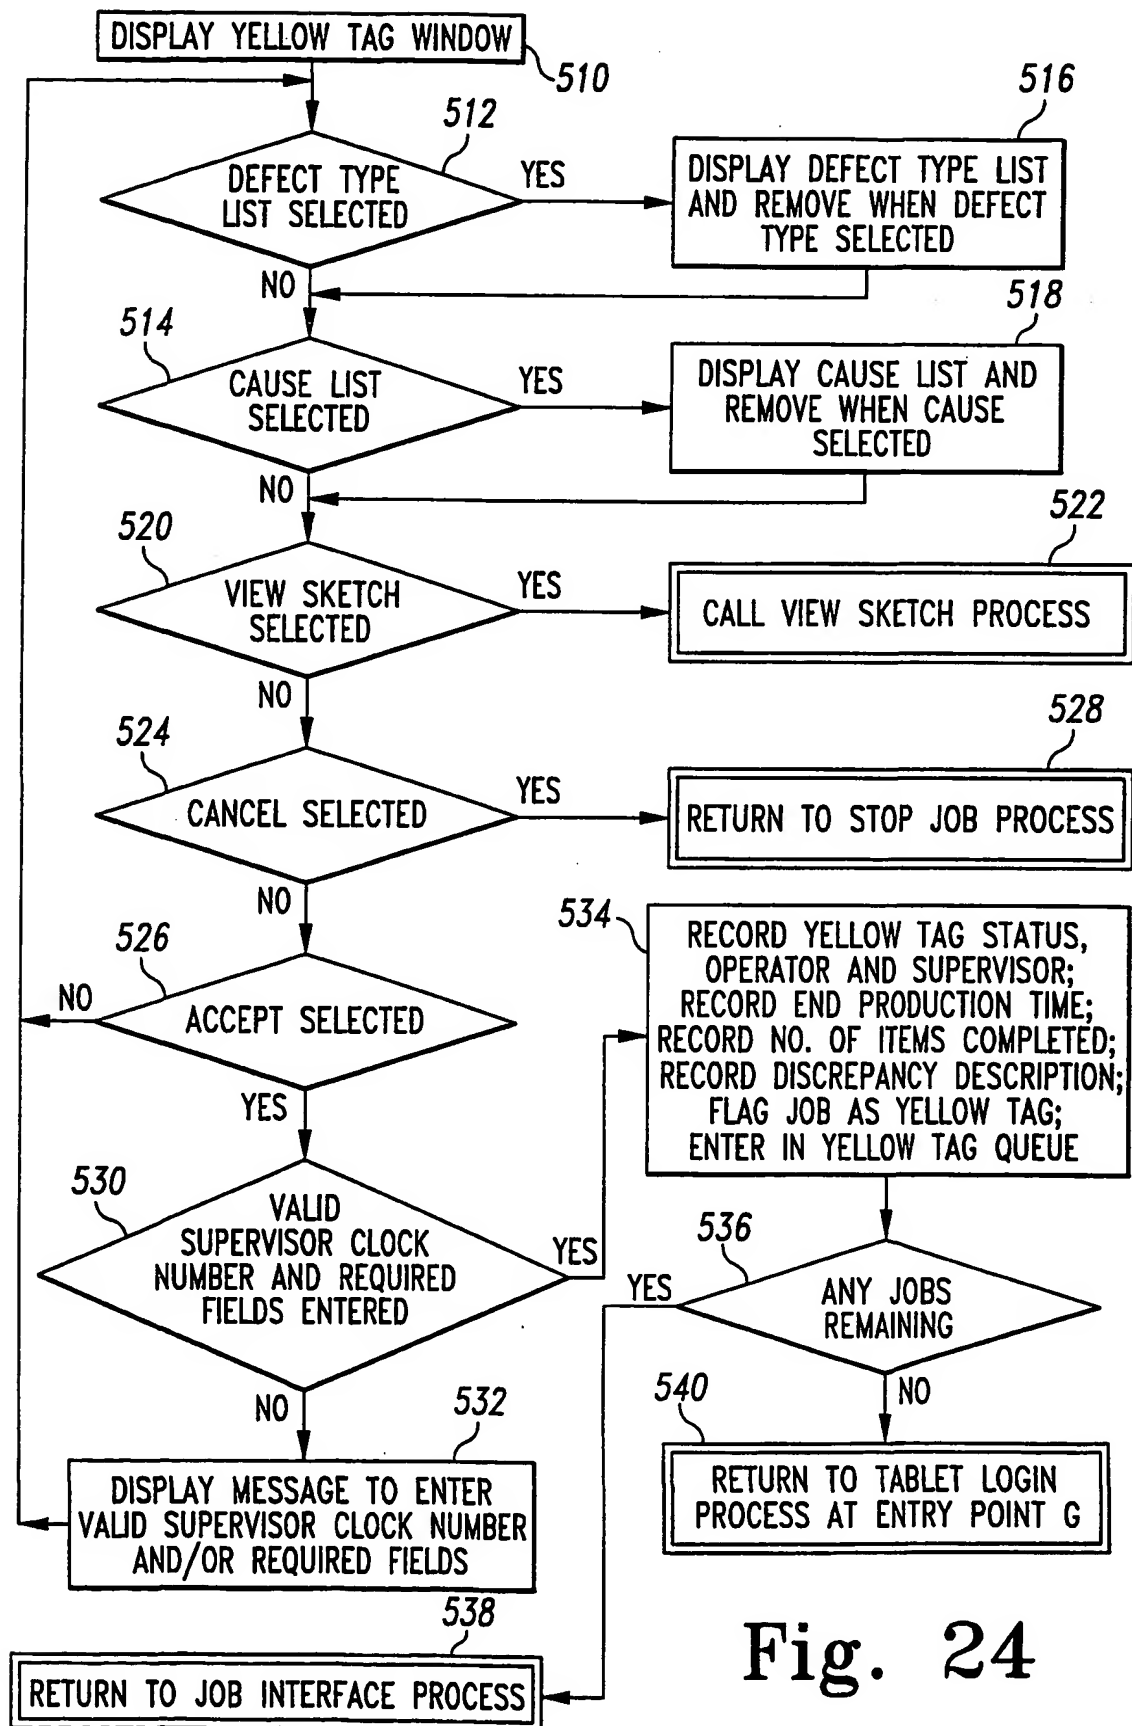 DISPLAY YELLOW TAG WINDOW
510
512
DEFECT TYPE
LIST SELECTED
YES
NO
516
DISPLAY DEFECT TYPE LIST
AND REMOVE WHEN DEFECT
TYPE SELECTED
514
CAUSE LIST
SELECTED
YES
NO
518
DISPLAY CAUSE LIST AND
REMOVE WHEN CAUSE
SELECTED
520
VIEW SKETCH
SELECTED
YES
NO
522
CALL VIEW SKETCH PROCESS
524
CANCEL SELECTED
YES
NO
528
RETURN TO STOP JOB PROCESS
526
ACCEPT SELECTED
NO
YES
530
VALID
SUPERVISOR CLOCK
NUMBER AND REQUIRED
FIELDS ENTERED
YES
NO
532
DISPLAY MESSAGE TO ENTER
VALID SUPERVISOR CLOCK NUMBER
AND/OR REQUIRED FIELDS
534
RECORD YELLOW TAG STATUS,
OPERATOR AND SUPERVISOR;
RECORD END PRODUCTION TIME;
RECORD NO. OF ITEMS COMPLETED;
RECORD DISCREPANCY DESCRIPTION;
FLAG JOB AS YELLOW TAG;
ENTER IN YELLOW TAG QUEUE
536
ANY JOBS
REMAINING
YES
NO
540
RETURN TO TABLET LOGIN
PROCESS AT ENTRY POINT G
538
RETURN TO JOB INTERFACE PROCESS
Fig. 24